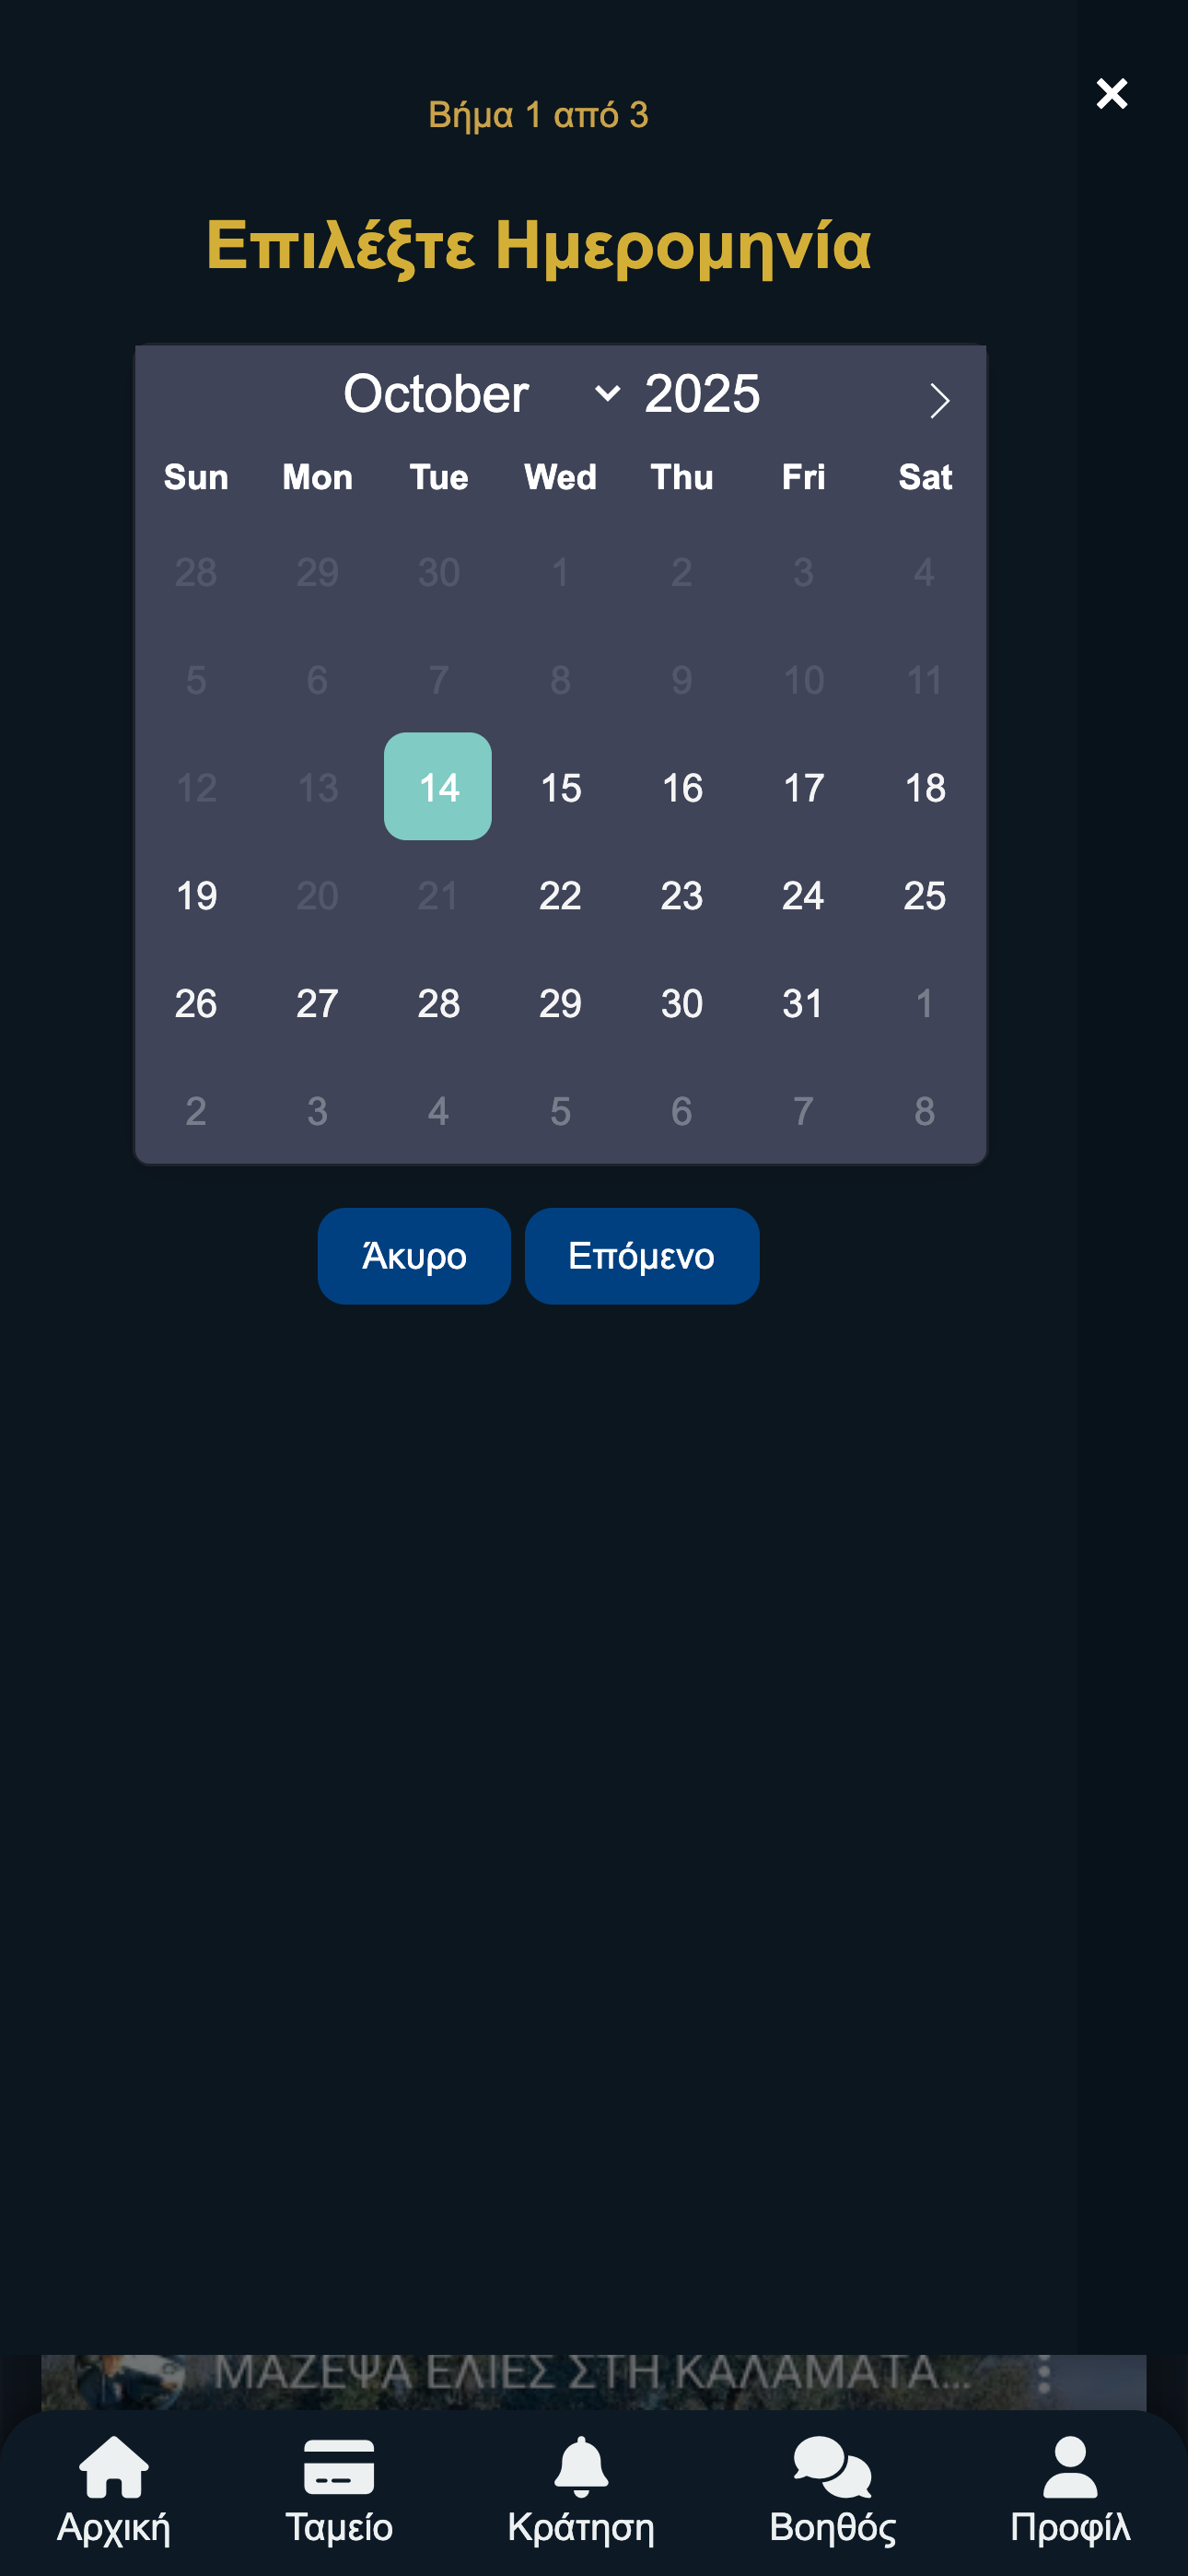 Βήμα 1 από 3
Επιλέξτε Ημερομηνία
October 2025
Sun Mon Tue Wed Thu Fri Sat
28 29 30 1 2 3 4
5 6 7 8 9 10 11
12 13 14 15 16 17 18
19 20 21 22 23 24 25
26 27 28 29 30 31 1
2 3 4 5 6 7 8
Άκυρο Επόμενο
ΜΑΖΕΨΑ ΕΛΙΕΣ ΣΤΗ ΚΑΛΑΜΑΤΑ...
Αρχική Ταμείο Κράτηση Βοηθός Προφίλ